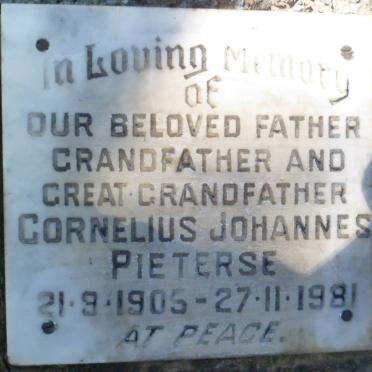 In Loving Memory
of
OUR BELOVED FATHER
GRANDFATHER AND
GREAT·GRANDFATHER
CORNELIUS JOHANNES
PIETERSE
21·9·1905-27·11·1981
AT PEACE.